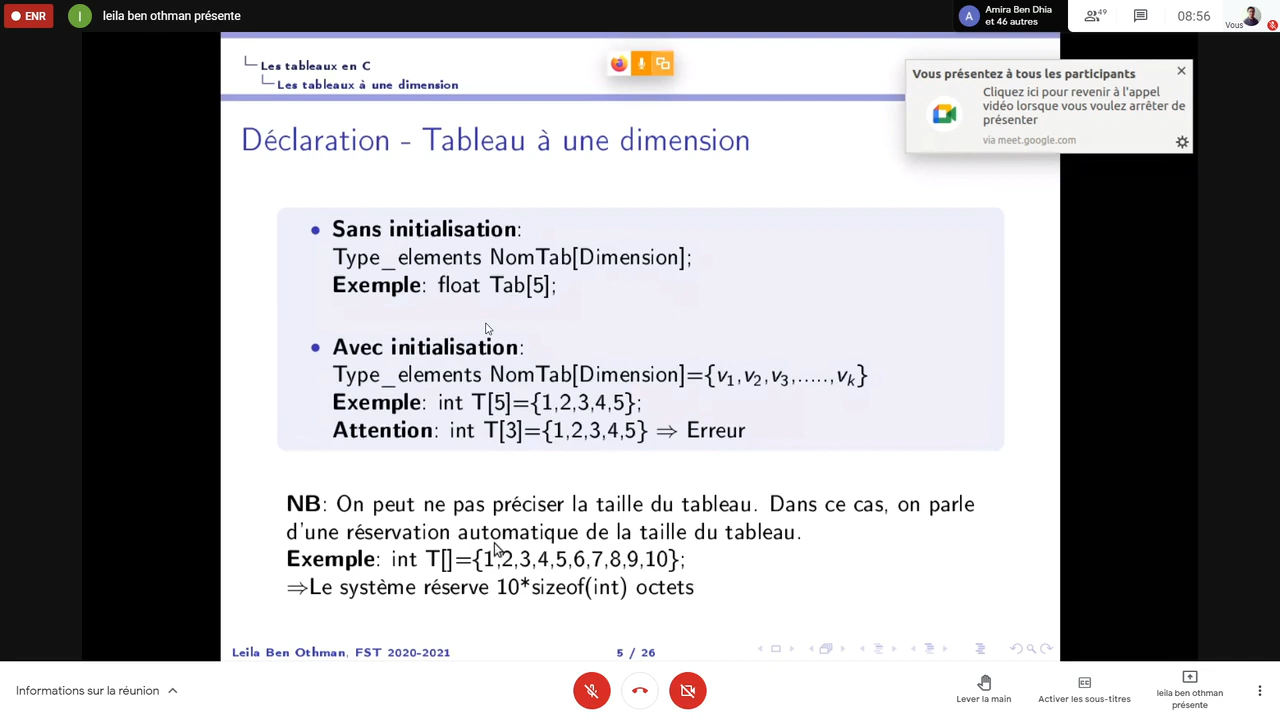 ENR
I
leila ben othman présente
A
Amira Ben Dhia
et 46 autres
49
08:56
Vous
Les tableaux en C
Les tableaux à une dimension
Vous présentez à tous les participants
Cliquez ici pour revenir à l'appel
vidéo lorsque vous voulez arrêter de
présenter
via meet.google.com
Déclaration - Tableau à une dimension
• Sans initialisation:
Type_elements NomTab[Dimension];
Exemple: float Tab[5];
• Avec initialisation:
Type_elements NomTab[Dimension]={v1,v2,v3,.....,vk}
Exemple: int T[5]={1,2,3,4,5};
Attention: int T[3]={1,2,3,4,5} ⇒ Erreur
NB: On peut ne pas préciser la taille du tableau. Dans ce cas, on parle
d'une réservation automatique de la taille du tableau.
Exemple: int T[]={1,2,3,4,5,6,7,8,9,10};
⇒Le système réserve 10*sizeof(int) octets
Leila Ben Othman, FST 2020-2021
5 / 26
Informations sur la réunion
Lever la main
Activer les sous-titres
leila ben othman
présente